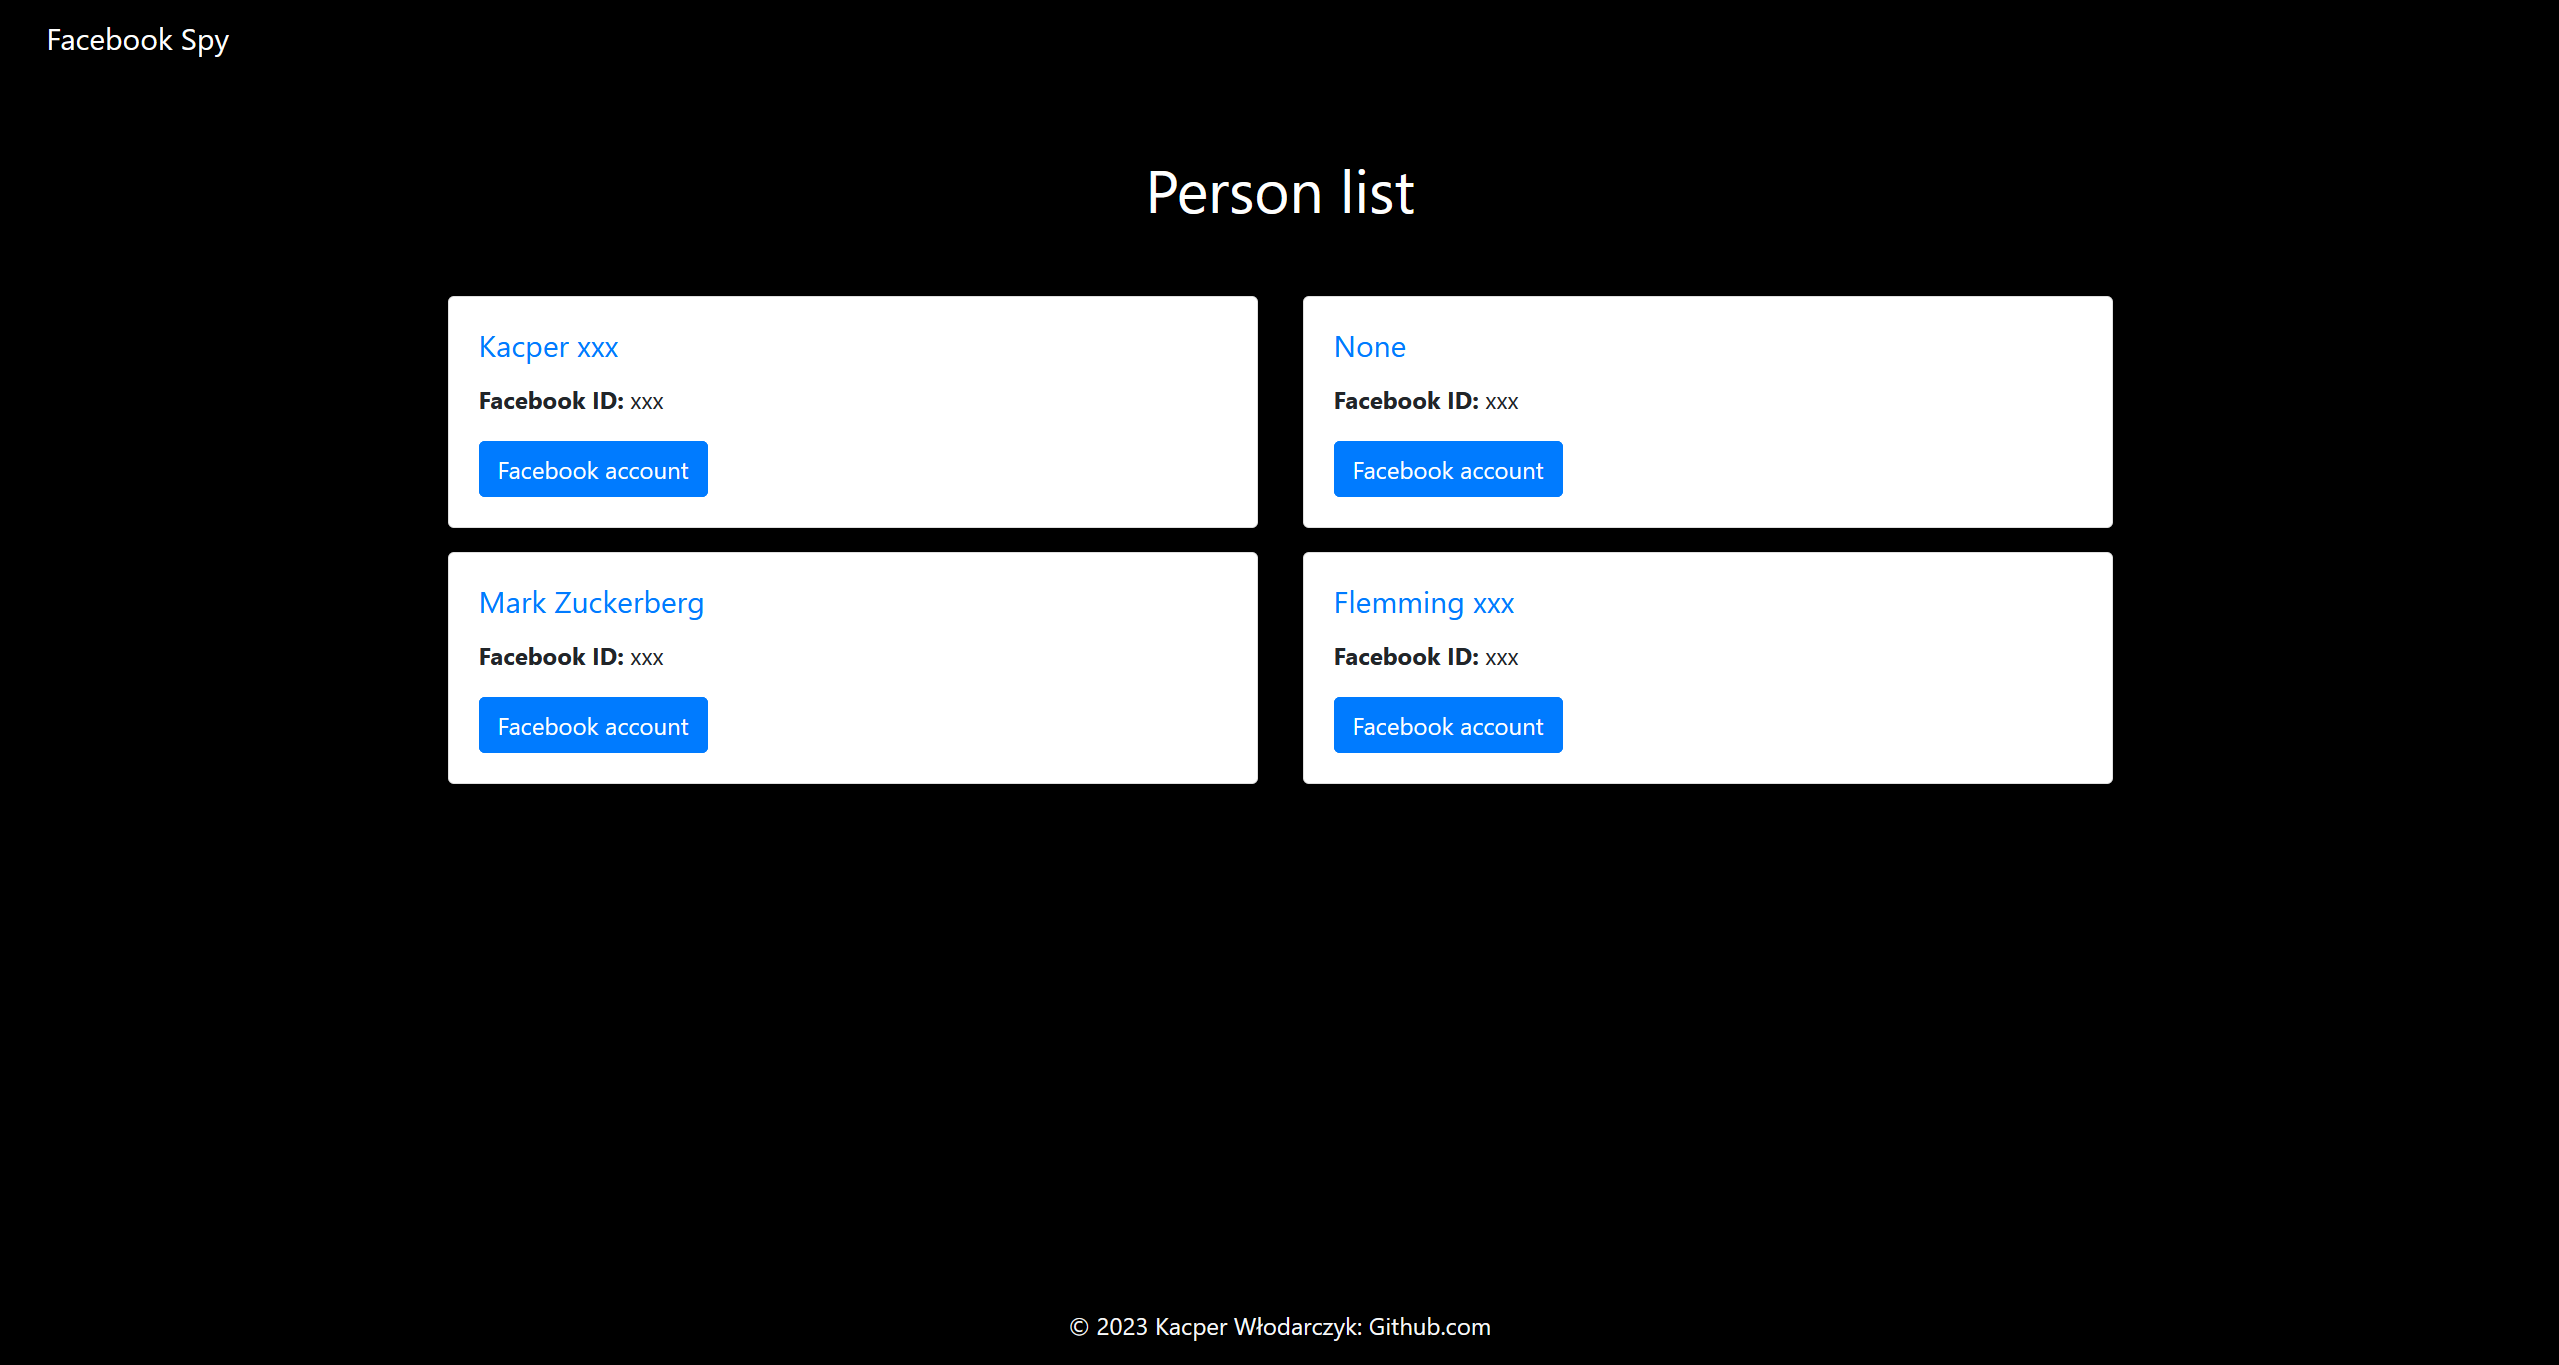 Facebook Spy
Person list
Kacper xxx
Facebook ID: xxx
Facebook account
None
Facebook ID: xxx
Facebook account
Mark Zuckerberg
Facebook ID: xxx
Facebook account
Flemming xxx
Facebook ID: xxx
Facebook account
© 2023 Kacper Włodarczyk: Github.com